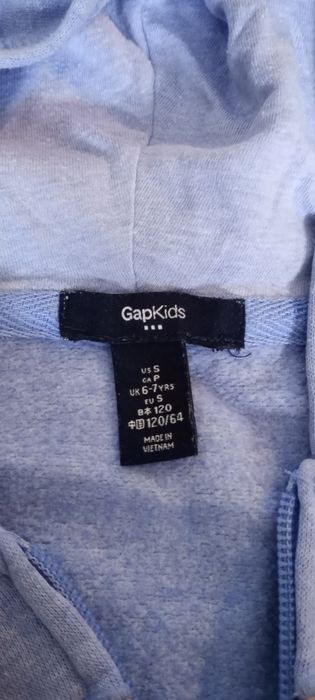 GapKids
US S
CA P
UK 6-7 YRS
EU S
日本 120
中国 120/64
MADE IN
VIETNAM